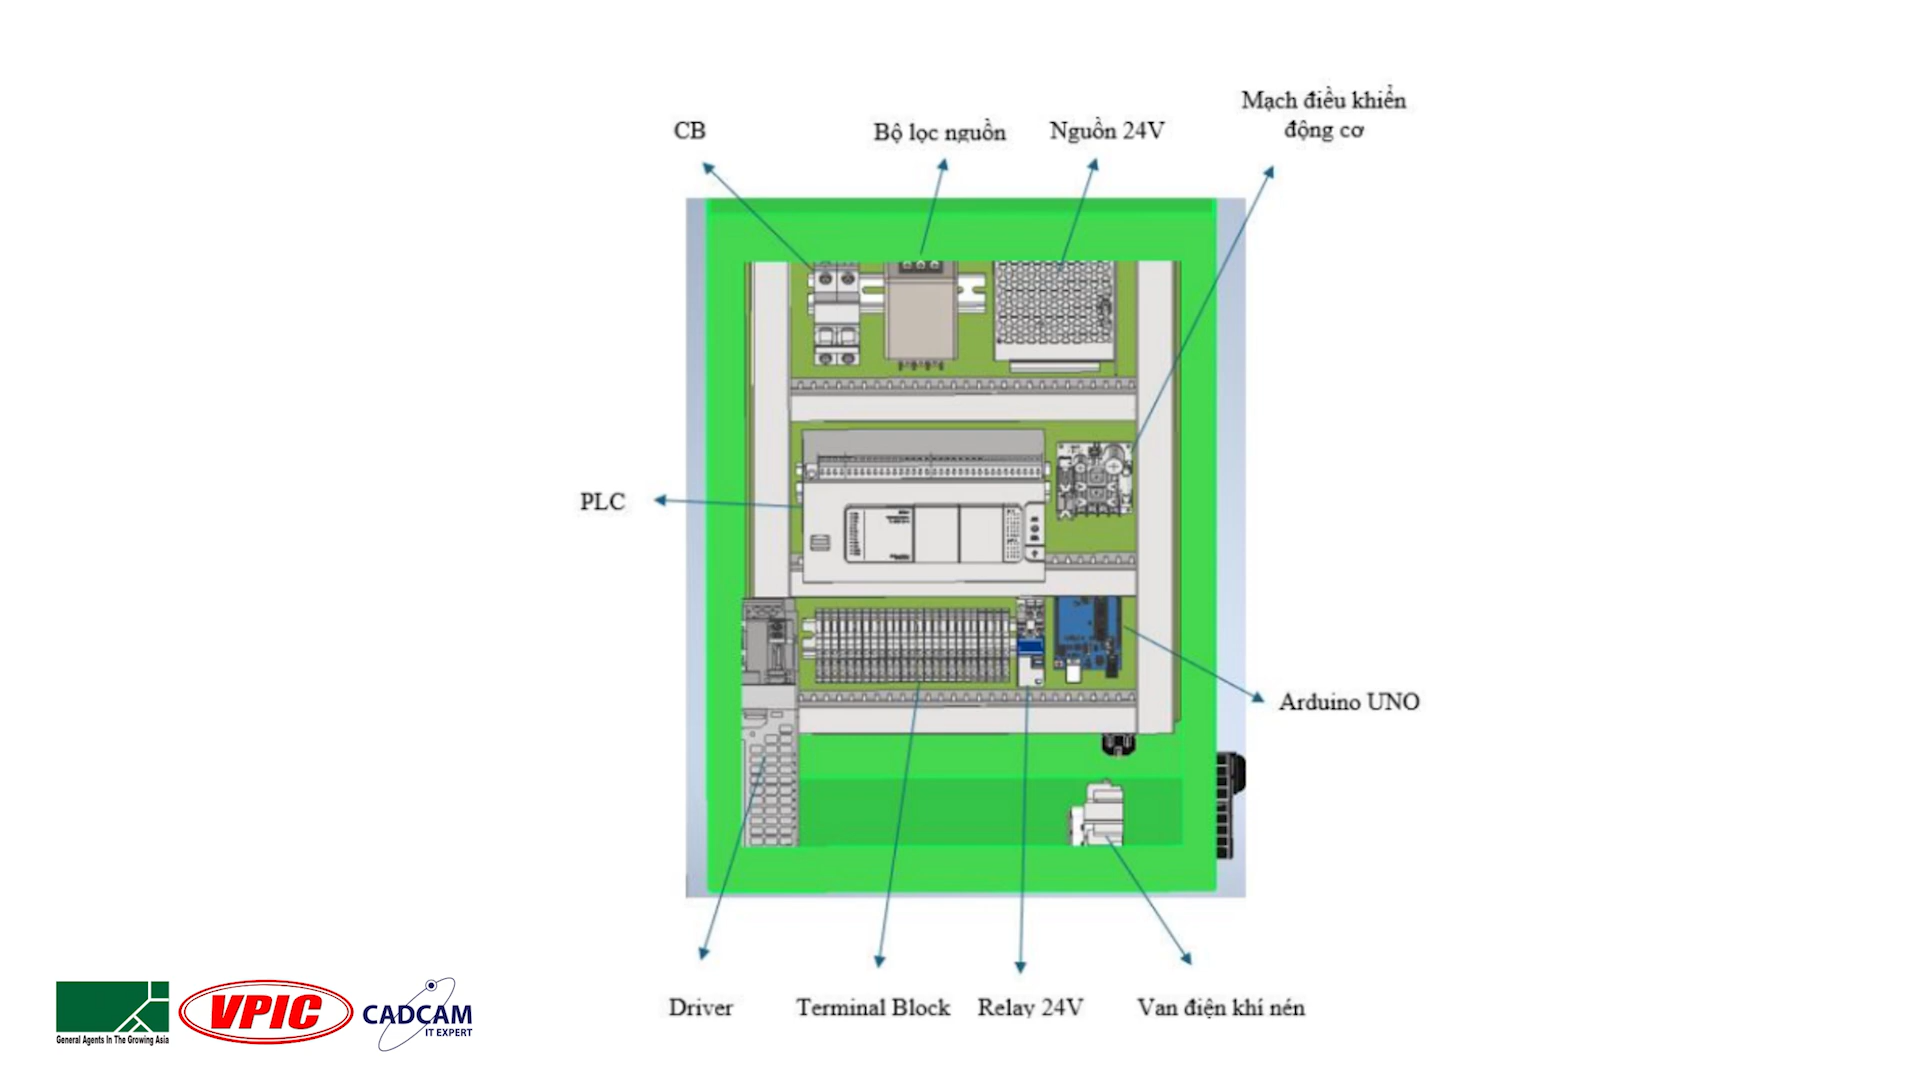 Mạch điều khiển
động cơ
CB
Bộ lọc nguồn
Nguồn 24V
PLC
Arduino UNO
Driver
Terminal Block
Relay 24V
Van điện khí nén
General Agents In The Growing Asia
VPIC
CADCAM
IT EXPERT